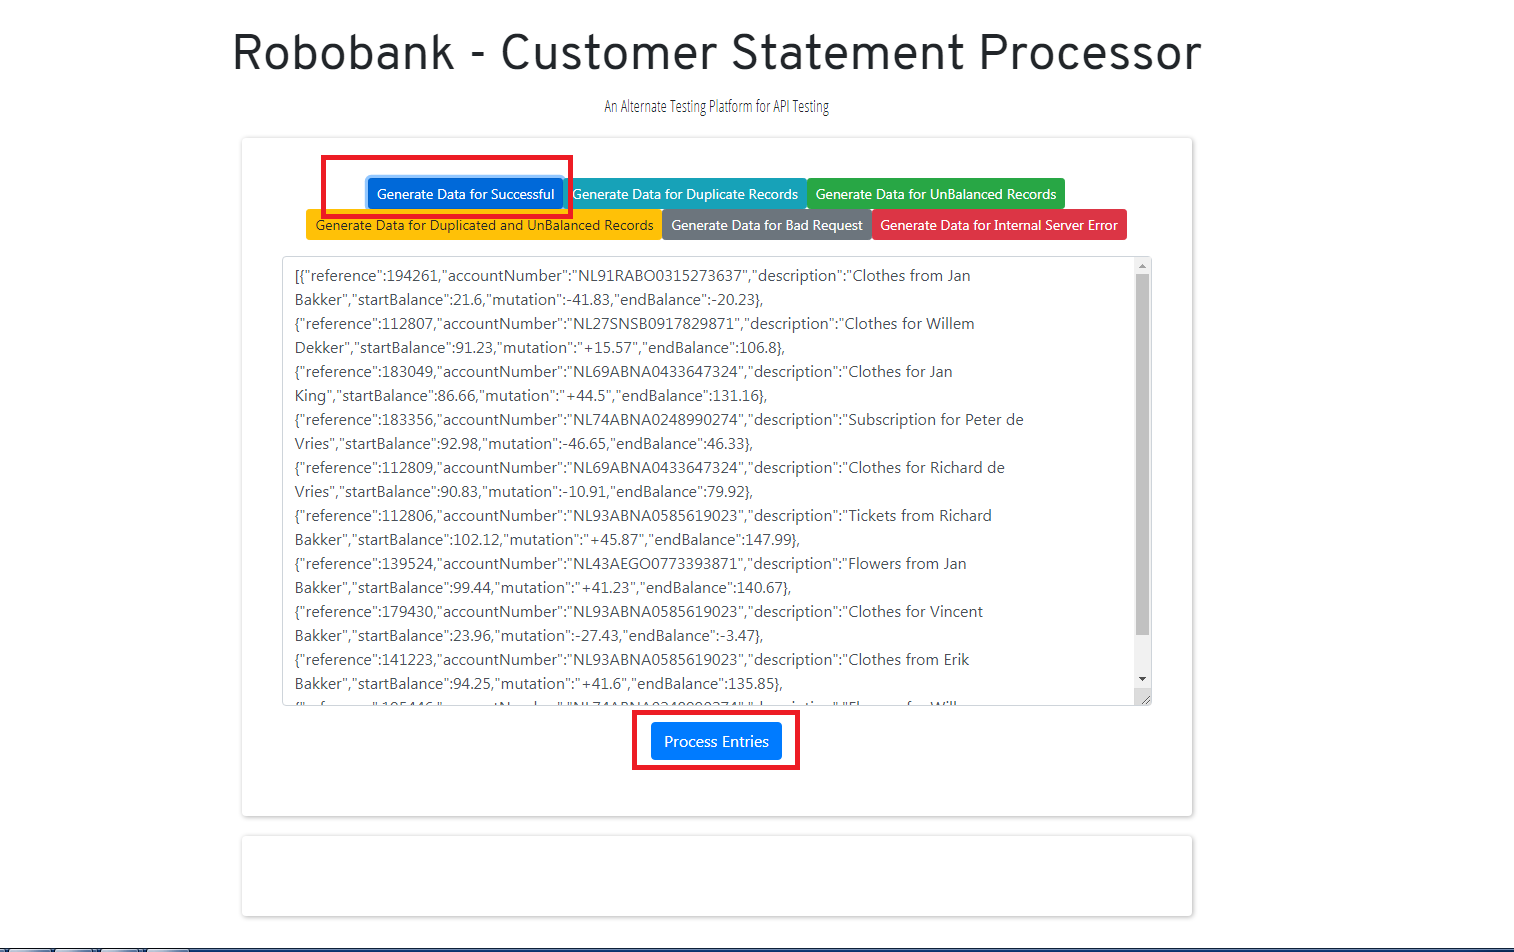 Robobank - Customer Statement Processor
An Alternate Testing Platform for API Testing
Generate Data for Successful Generate Data for Duplicate Records Generate Data for UnBalanced Records
Generate Data for Duplicated and UnBalanced Records Generate Data for Bad Request Generate Data for Internal Server Error
[{"reference":194261,"accountNumber":"NL91RABO0315273637","description":"Clothes from Jan
Bakker","startBalance":21.6,"mutation":-41.83,"endBalance":-20.23},
{"reference":112807,"accountNumber":"NL27SNSB0917829871","description":"Clothes for Willem
Dekker","startBalance":91.23,"mutation":"+15.57","endBalance":106.8},
{"reference":183049,"accountNumber":"NL69ABNA0433647324","description":"Clothes for Jan
King","startBalance":86.66,"mutation":"+44.5","endBalance":131.16},
{"reference":183356,"accountNumber":"NL74ABNA0248990274","description":"Subscription for Peter de
Vries","startBalance":92.98,"mutation":-46.65,"endBalance":46.33},
{"reference":112809,"accountNumber":"NL69ABNA0433647324","description":"Clothes for Richard de
Vries","startBalance":90.83,"mutation":-10.91,"endBalance":79.92},
{"reference":112806,"accountNumber":"NL93ABNA0585619023","description":"Tickets from Richard
Bakker","startBalance":102.12,"mutation":"+45.87","endBalance":147.99},
{"reference":139524,"accountNumber":"NL43AEGO0773393871","description":"Flowers from Jan
Bakker","startBalance":99.44,"mutation":"+41.23","endBalance":140.67},
{"reference":179430,"accountNumber":"NL93ABNA0585619023","description":"Clothes for Vincent
Bakker","startBalance":23.96,"mutation":-27.43,"endBalance":-3.47},
{"reference":141223,"accountNumber":"NL93ABNA0585619023","description":"Clothes from Erik
Bakker","startBalance":94.25,"mutation":"+41.6","endBalance":135.85},
Process Entries